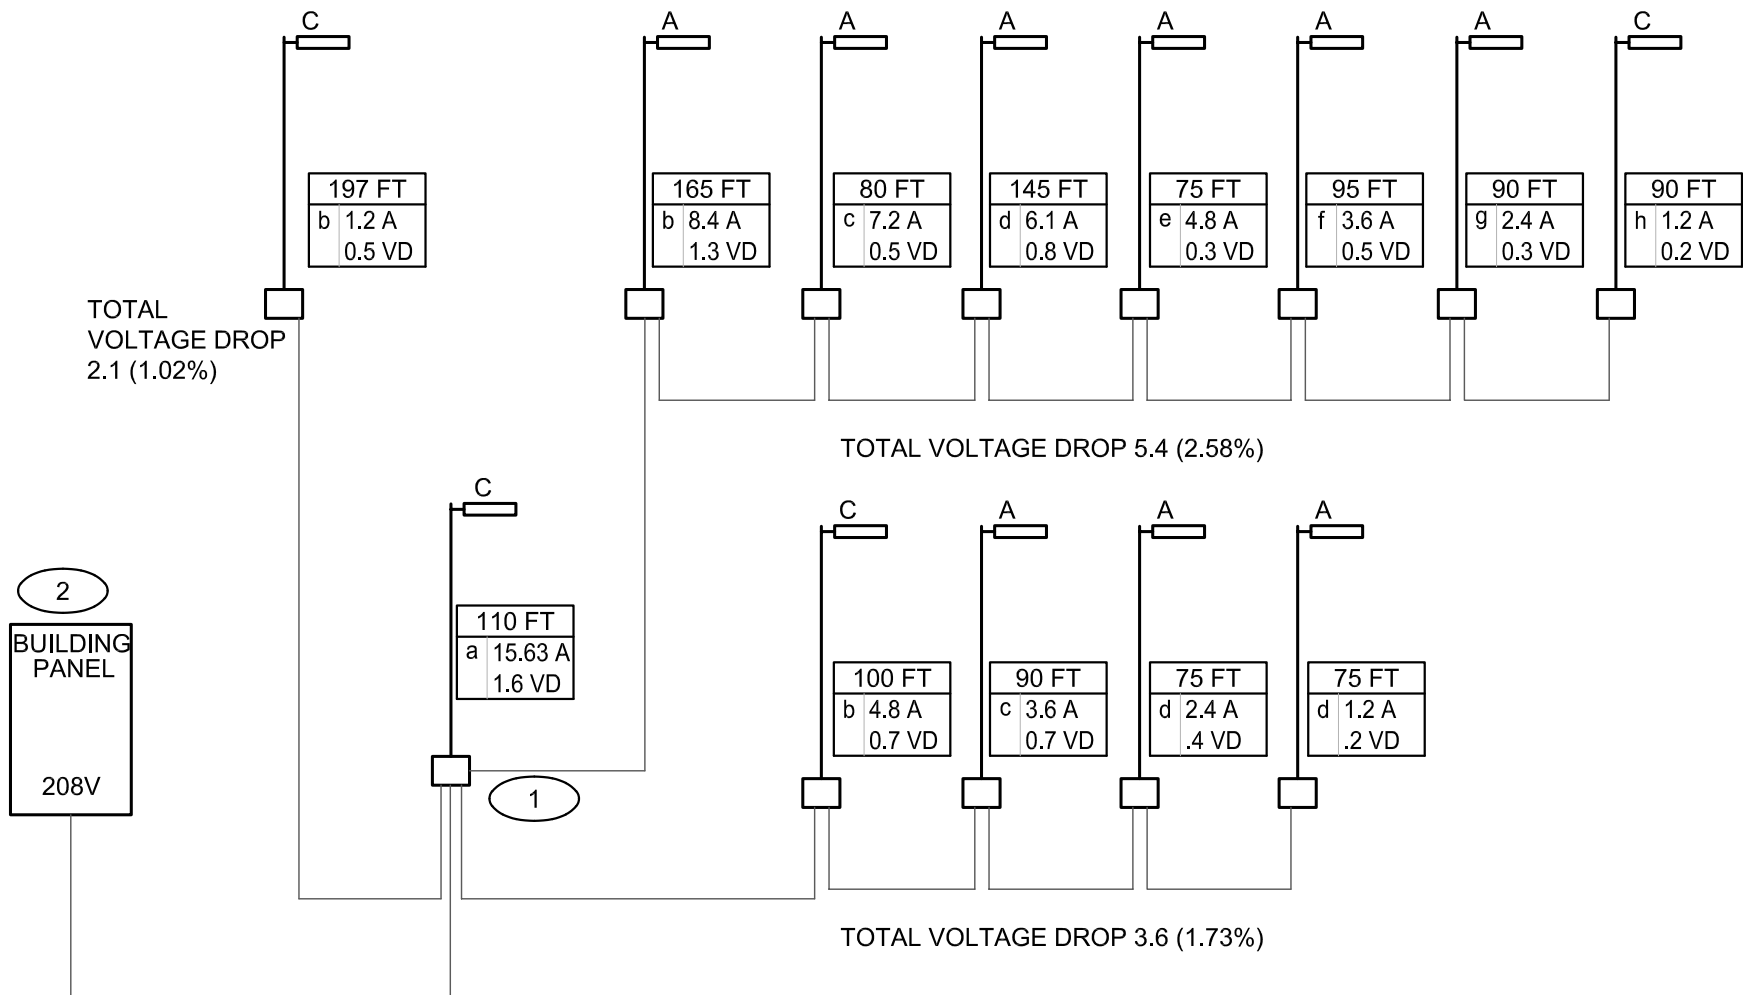 C
A
A
A
A
A
A
C
197 FT
b 1.2 A
0.5 VD
165 FT
b 8.4 A
1.3 VD
80 FT
c 7.2 A
0.5 VD
145 FT
d 6.1 A
0.8 VD
75 FT
e 4.8 A
0.3 VD
95 FT
f 3.6 A
0.5 VD
90 FT
g 2.4 A
0.3 VD
90 FT
h 1.2 A
0.2 VD
TOTAL
VOLTAGE DROP
2.1 (1.02%)
TOTAL VOLTAGE DROP 5.4 (2.58%)
C
C
A
A
A
2
BUILDING
PANEL
208V
110 FT
a 15.63 A
1.6 VD
1
100 FT
b 4.8 A
0.7 VD
90 FT
c 3.6 A
0.7 VD
75 FT
d 2.4 A
.4 VD
75 FT
d 1.2 A
.2 VD
TOTAL VOLTAGE DROP 3.6 (1.73%)